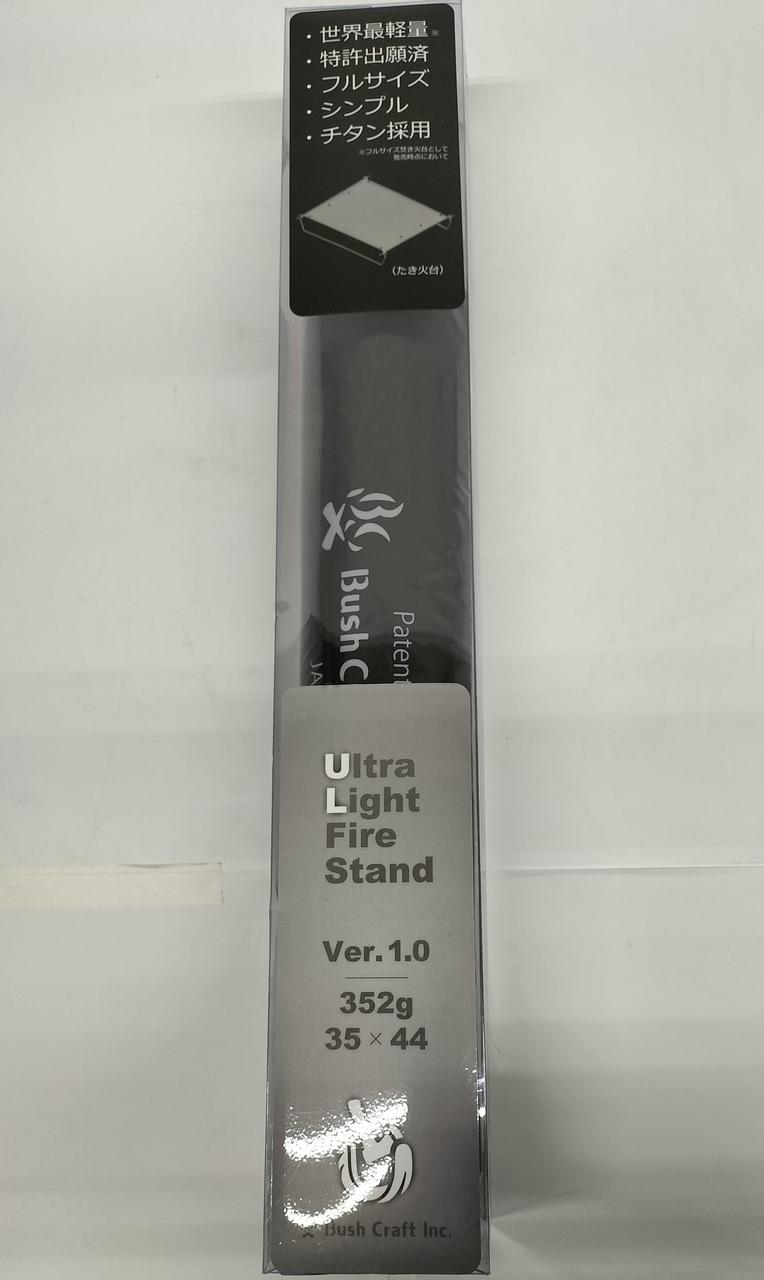 ・世界最軽量※
・特許出願済
・フルサイズ
・シンプル
・チタン採用
※フルサイズ焚き火台として
発売時点において
(たき火台)
Patent
Bush C
JA
Ultra
Light
Fire
Stand
Ver.1.0
352g
35×44
Bush Craft Inc.